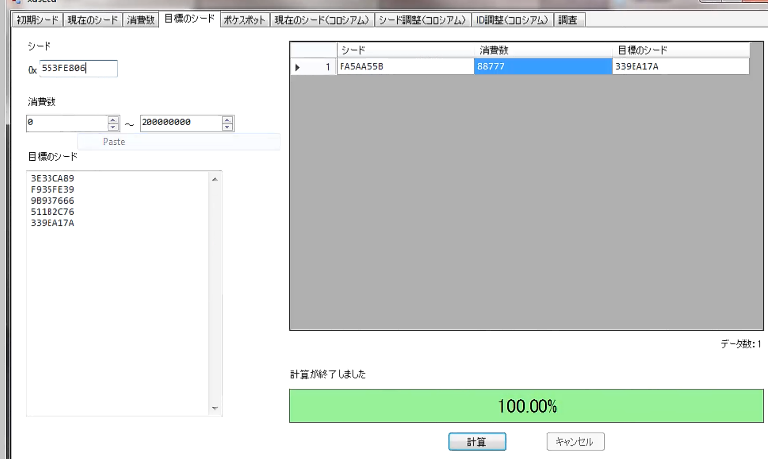 初期シード 現在のシード 消費数 目標のシード ポケスポット 現在のシード(コロシアム) シード調整(コロシアム) ID調整(コロシアム) 調査
シード
0x 553FE806
消費数
0 ～ 200000000
Paste
目標のシード
3E33CAB9
F935FE39
9B937666
511B2C76
339EA17A
シード 消費数 目標のシード
1 FA5AA55B 88777 339EA17A
データ数:1
計算が終了しました
100.00%
計算 キャンセル